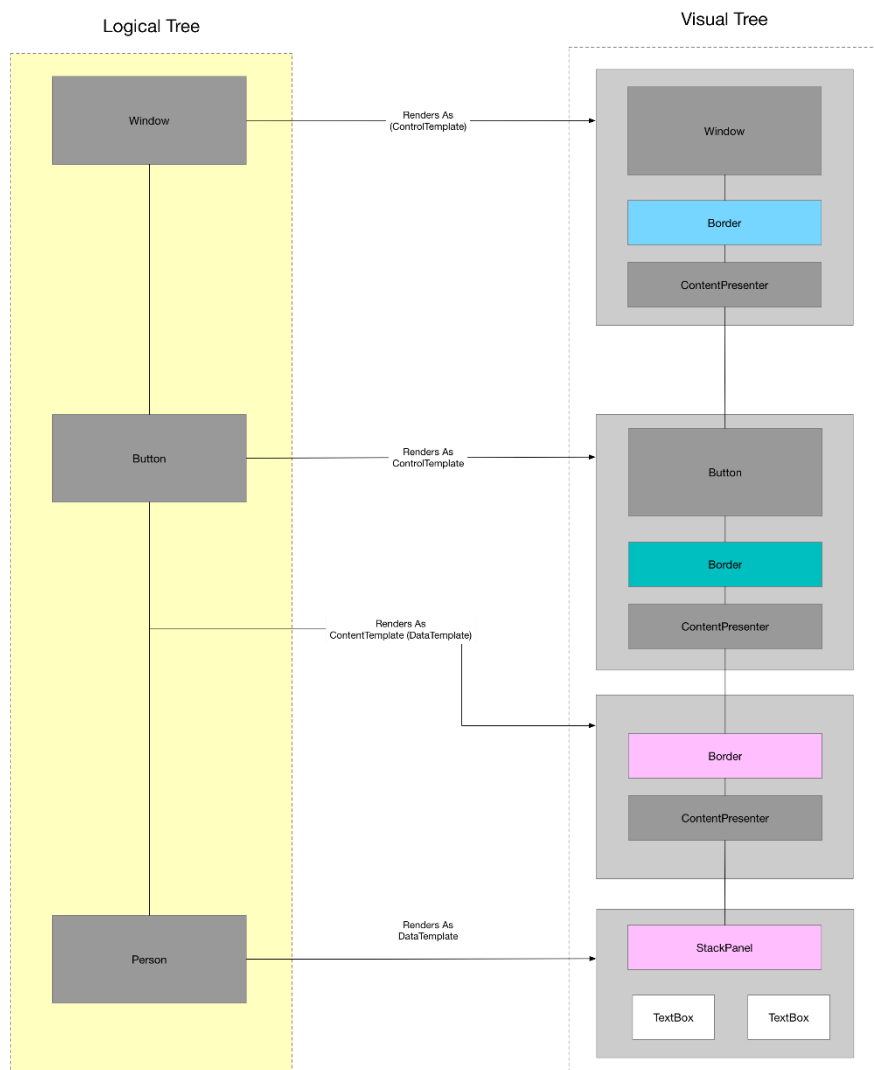 Logical Tree
Visual Tree
Window
Renders As
(ControlTemplate)
Window
Border
ContentPresenter
Button
Renders As
ControlTemplate
Button
Border
ContentPresenter
Renders As
ContentTemplate (DataTemplate)
Border
ContentPresenter
Person
Renders As
DataTemplate
StackPanel
TextBox
TextBox